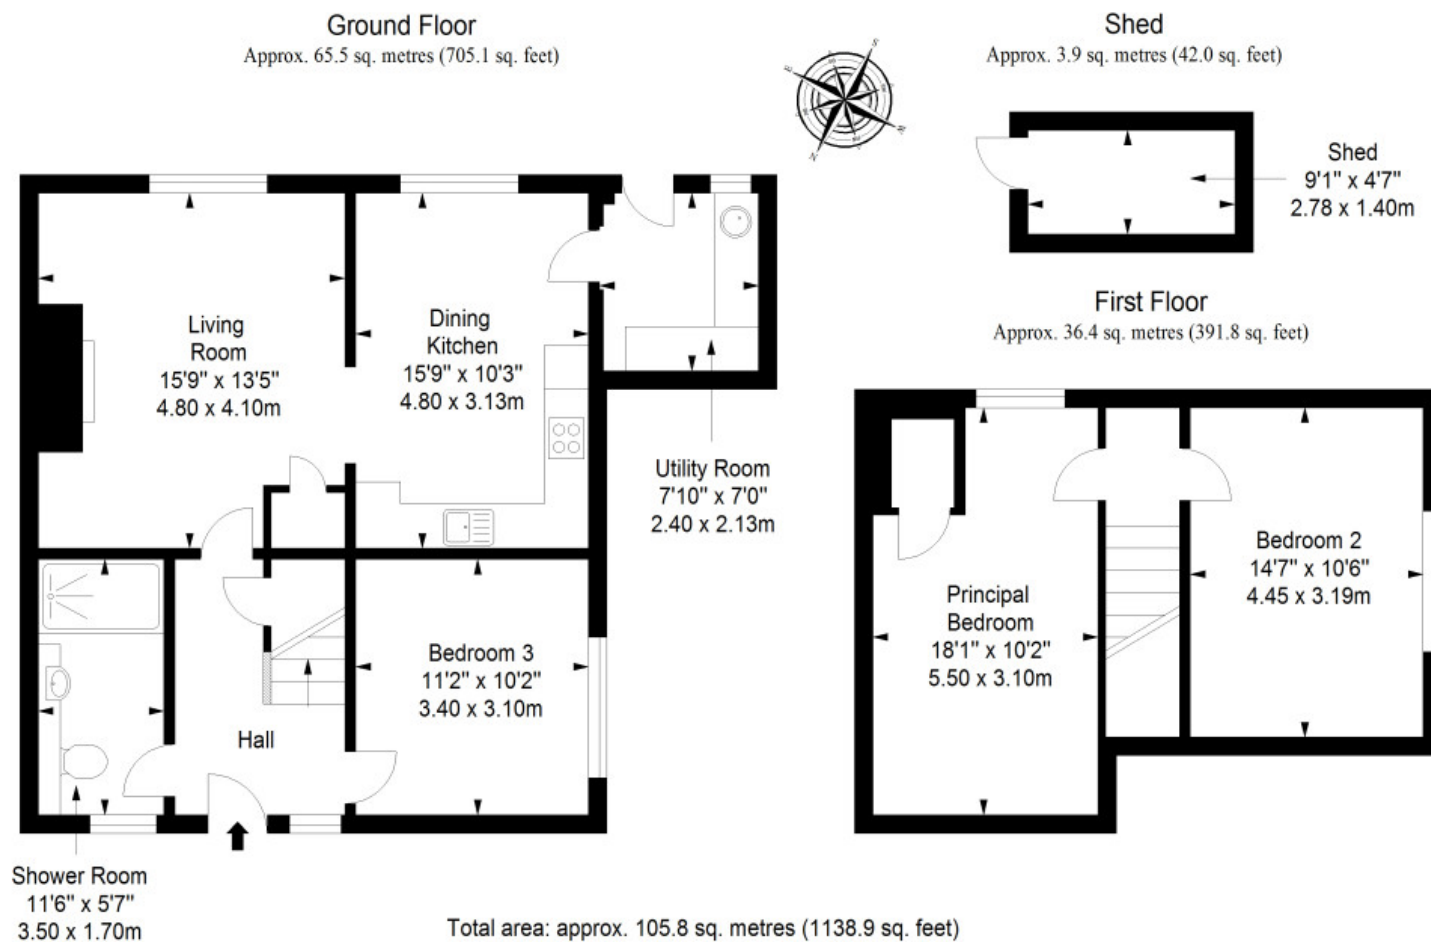 Ground Floor
Approx. 65.5 sq. metres (705.1 sq. feet)
Shed
Approx. 3.9 sq. metres (42.0 sq. feet)
S
E
W
N
Shed
9'1" x 4'7"
2.78 x 1.40m
Living
Room
15'9" x 13'5"
4.80 x 4.10m
Dining
Kitchen
15'9" x 10'3"
4.80 x 3.13m
Utility Room
7'10" x 7'0"
2.40 x 2.13m
First Floor
Approx. 36.4 sq. metres (391.8 sq. feet)
Bedroom 3
11'2" x 10'2"
3.40 x 3.10m
Hall
Principal
Bedroom
18'1" x 10'2"
5.50 x 3.10m
Bedroom 2
14'7" x 10'6"
4.45 x 3.19m
Shower Room
11'6" x 5'7"
3.50 x 1.70m
Total area: approx. 105.8 sq. metres (1138.9 sq. feet)